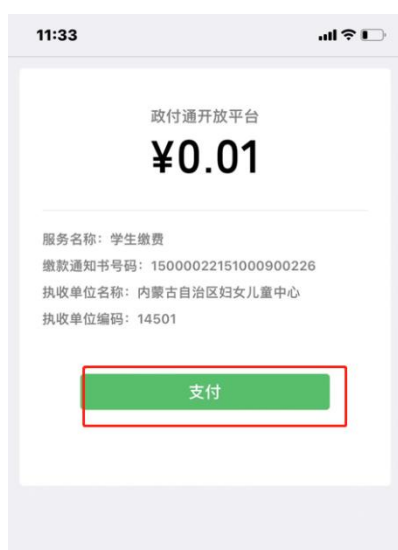 11:33
政付通开放平台
¥0.01
服务名称：学生缴费
缴款通知书号码：15000022151000900226
执收单位名称：内蒙古自治区妇女儿童中心
执收单位编码：14501
支付